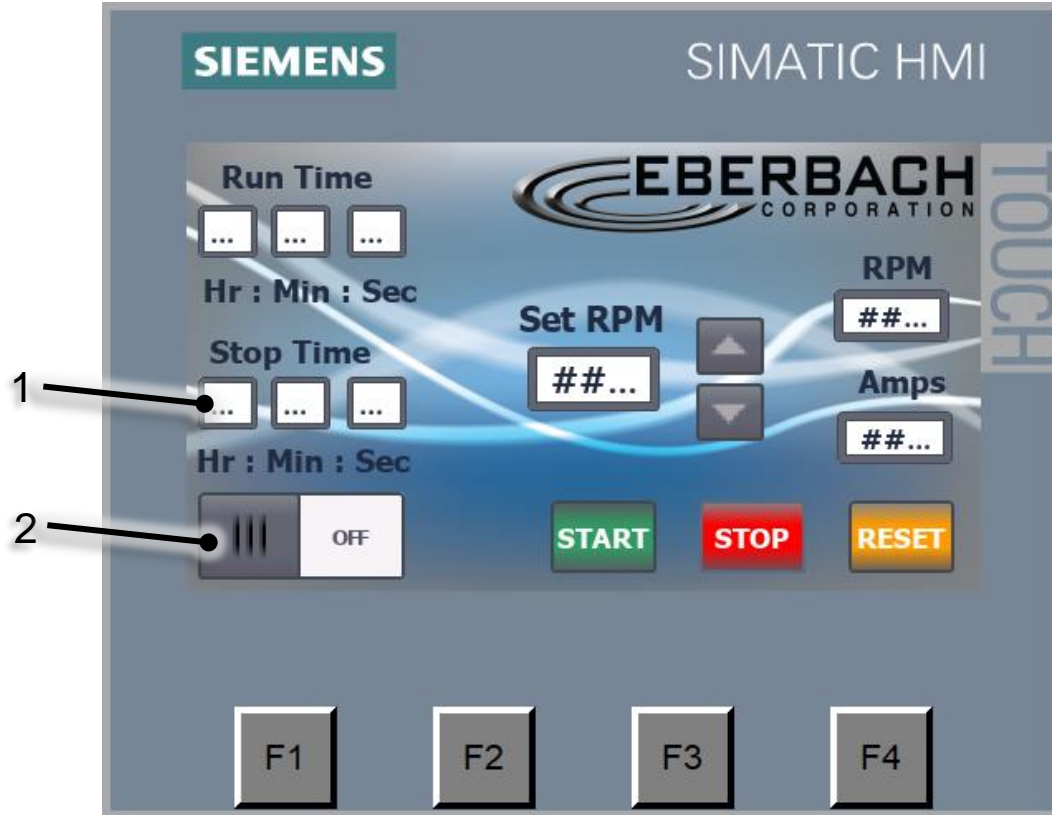 SIEMENS
SIMATIC HMI
TOUCH
EBERBACH
CORPORATION
Run Time
... ... ...
Hr : Min : Sec
Stop Time
1
... ... ...
Hr : Min : Sec
2
OFF
Set RPM
##...
RPM
##...
Amps
##...
START
STOP
RESET
F1
F2
F3
F4